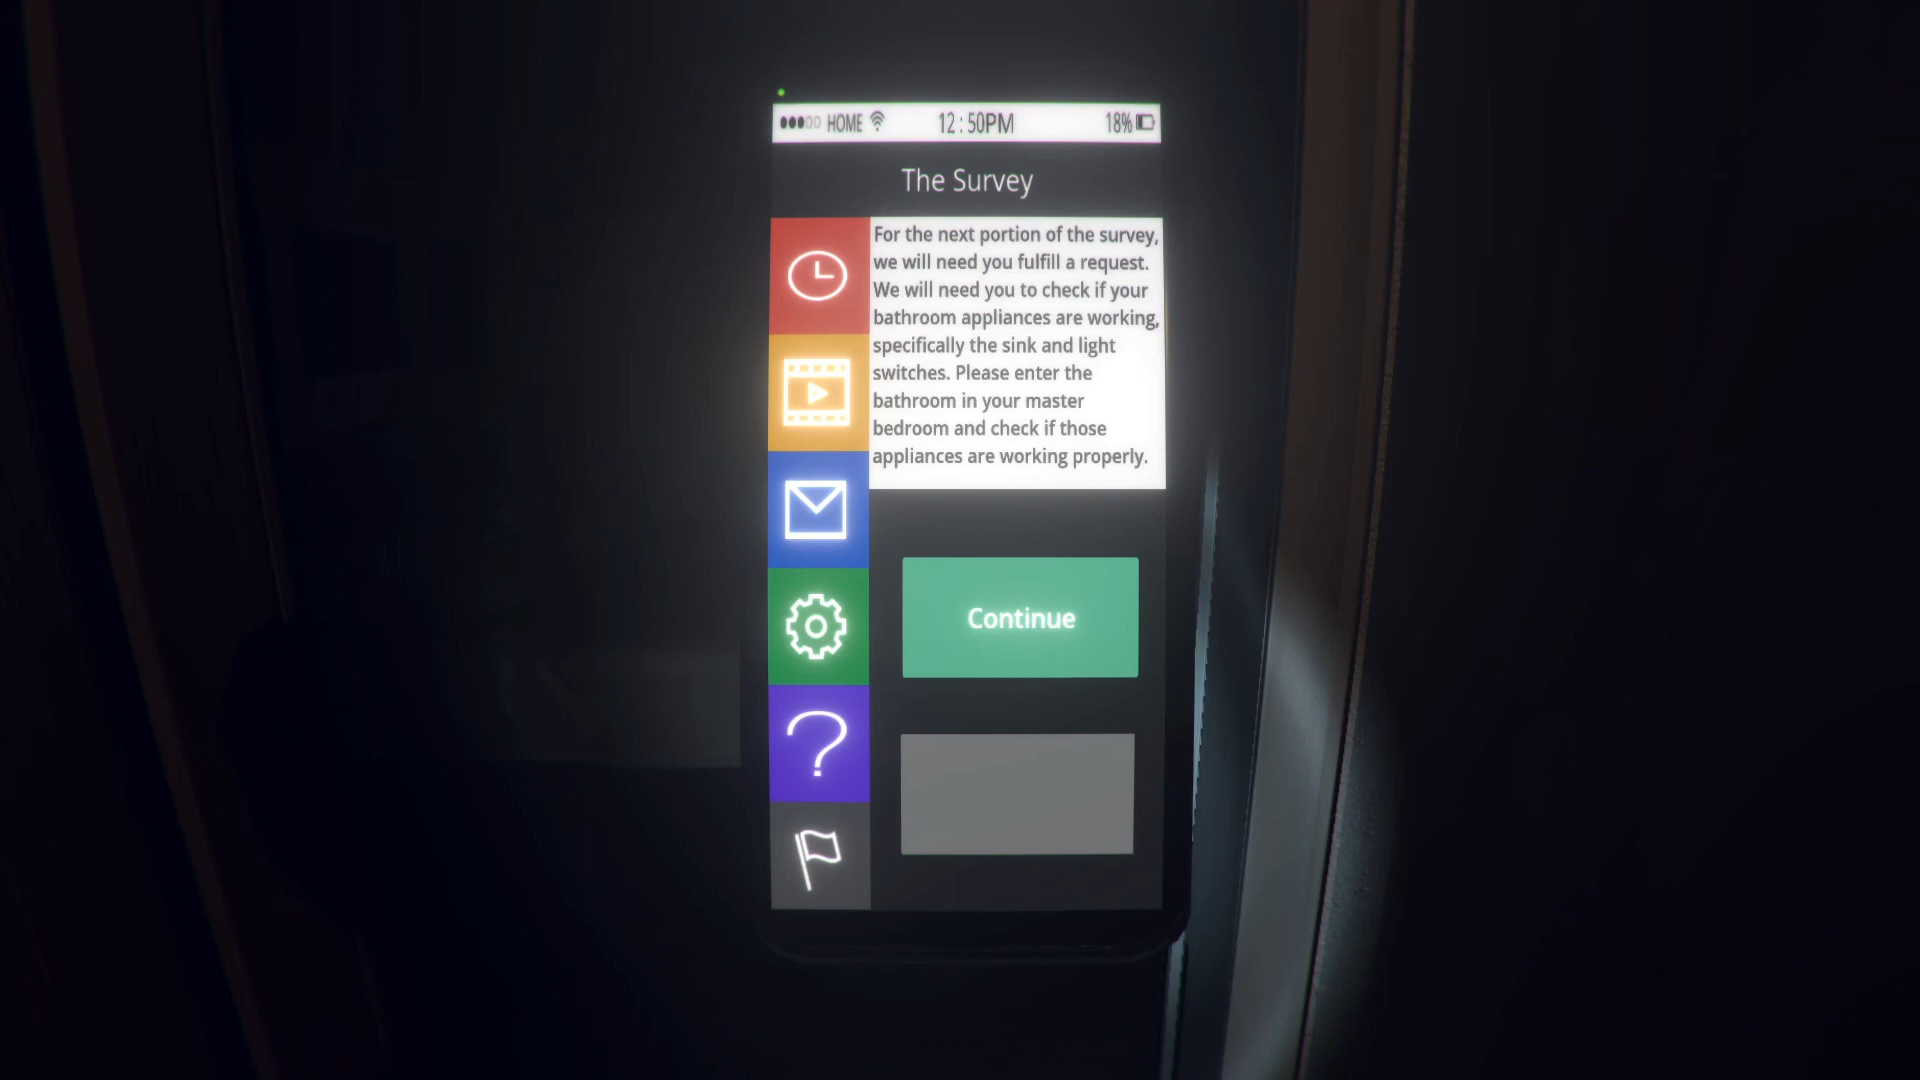 HOME 12:50PM 18%
The Survey
For the next portion of the survey,
we will need you fulfill a request.
We will need you to check if your
bathroom appliances are working,
specifically the sink and light
switches. Please enter the
bathroom in your master
bedroom and check if those
appliances are working properly.
Continue